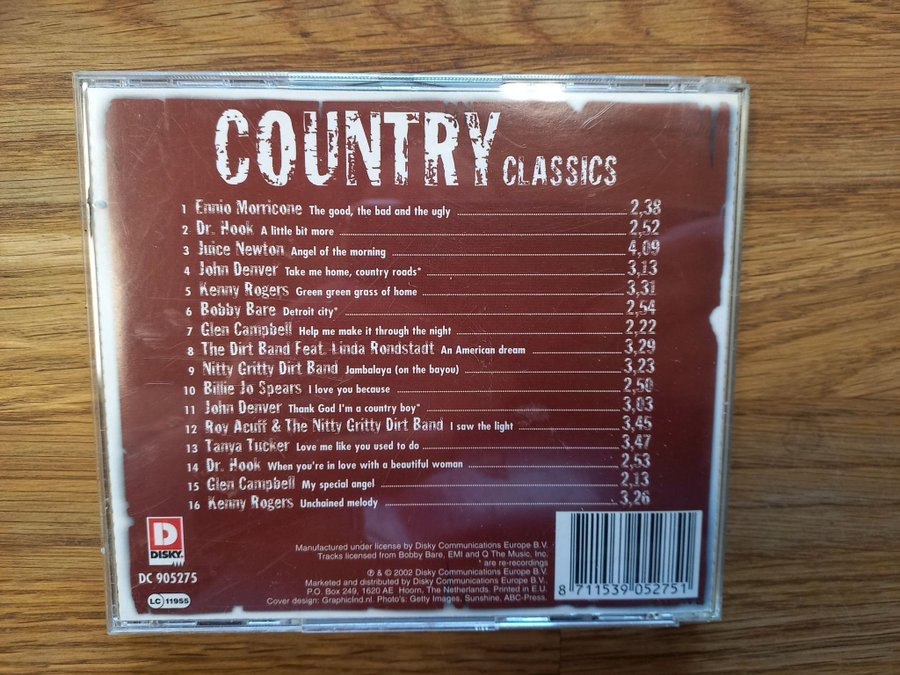 COUNTRY CLASSICS
1 Ennio Morricone The good, the bad and the ugly 2,38
2 Dr. Hook A little bit more 2,52
3 Juice Newton Angel of the morning 4,09
4 John Denver Take me home, country roads* 3,13
5 Kenny Rogers Green green grass of home 3,31
6 Bobby Bare Detroit city* 2,54
7 Glen Campbell Help me make it through the night 2,22
8 The Dirt Band Feat. Linda Rondstadt An American dream 3,29
9 Nitty Gritty Dirt Band Jambalaya (on the bayou) 3,23
10 Billie Jo Spears I love you because 2,50
11 John Denver Thank God I'm a country boy* 3,03
12 Roy Acuff & The Nitty Gritty Dirt Band I saw the light 3,45
13 Tanya Tucker Love me like you used to do 3,47
14 Dr. Hook When you're in love with a beautiful woman 2,53
15 Glen Campbell My special angel 2,13
16 Kenny Rogers Unchained melody 3,26
D
DISKY
DC 905275
LC 11955
Manufactured under license by Disky Communications Europe B.V.
Tracks licensed from Bobby Bare, EMI and Q The Music, Inc.
* are re-recordings
℗ & © 2002 Disky Communications Europe B.V.
Marketed and distributed by Disky Communications Europe B.V.
P.O. Box 249, 1620 AE Hoorn, The Netherlands. Printed in E.U.
Cover design: GraphicInd.nl. Photo's: Getty Images, Sunshine, ABC-Press.
8 711539 052751